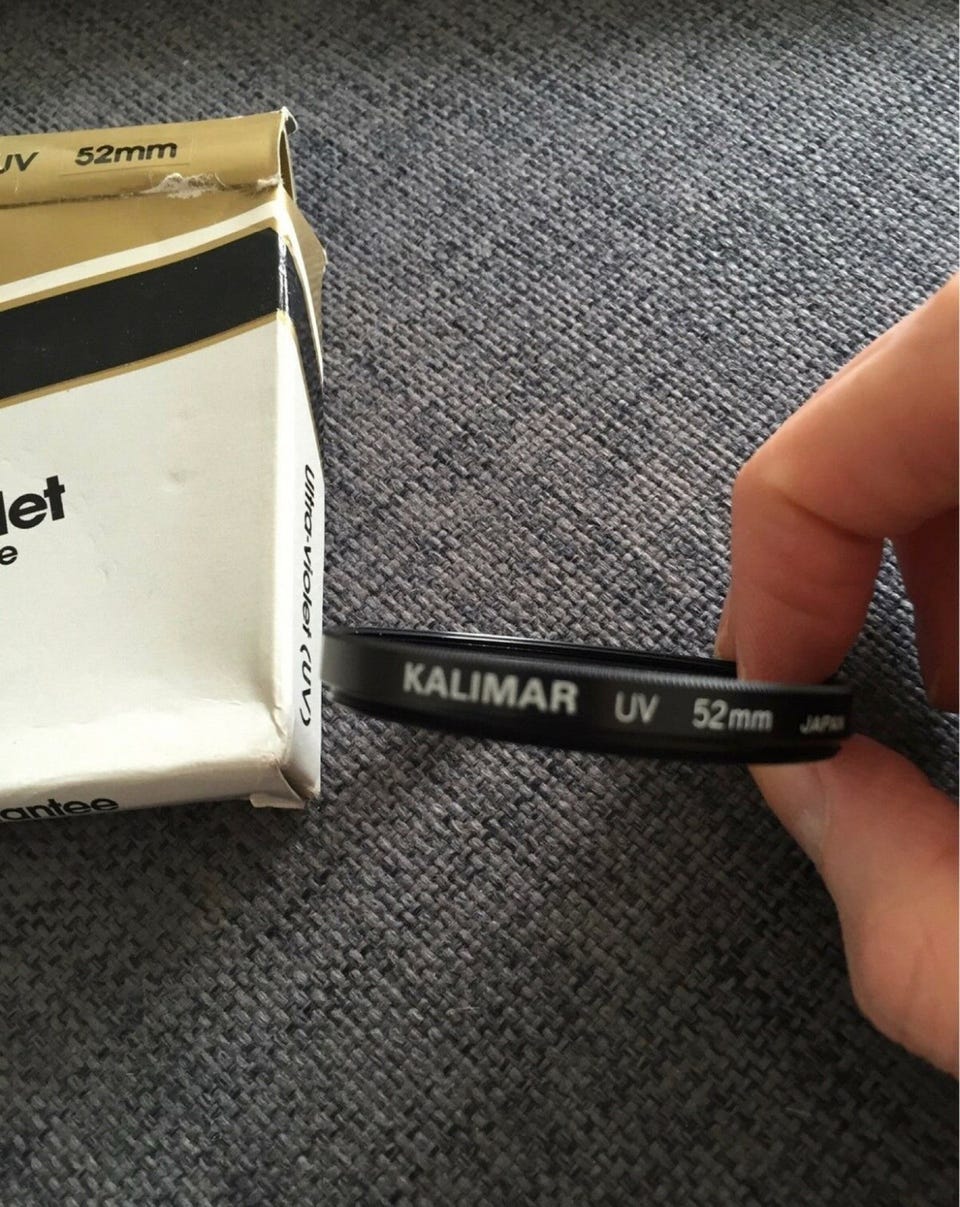 UV 52mm
let
e
Ultra-violet (UV)
antee
KALIMAR UV 52mm JAPAN